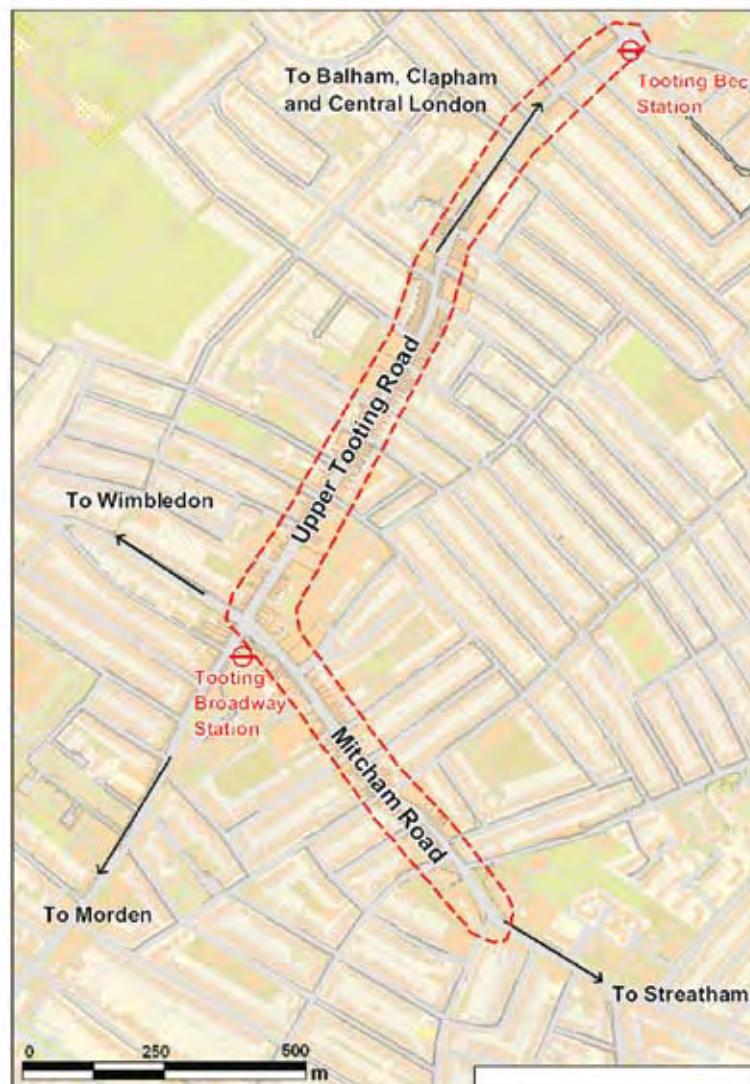 To Balham, Clapham
and Central London
Tooting Bec
Station
Upper Tooting Road
To Wimbledon
Tooting
Broadway
Station
Mitcham Road
To Morden
To Streatham
0 250 500
m